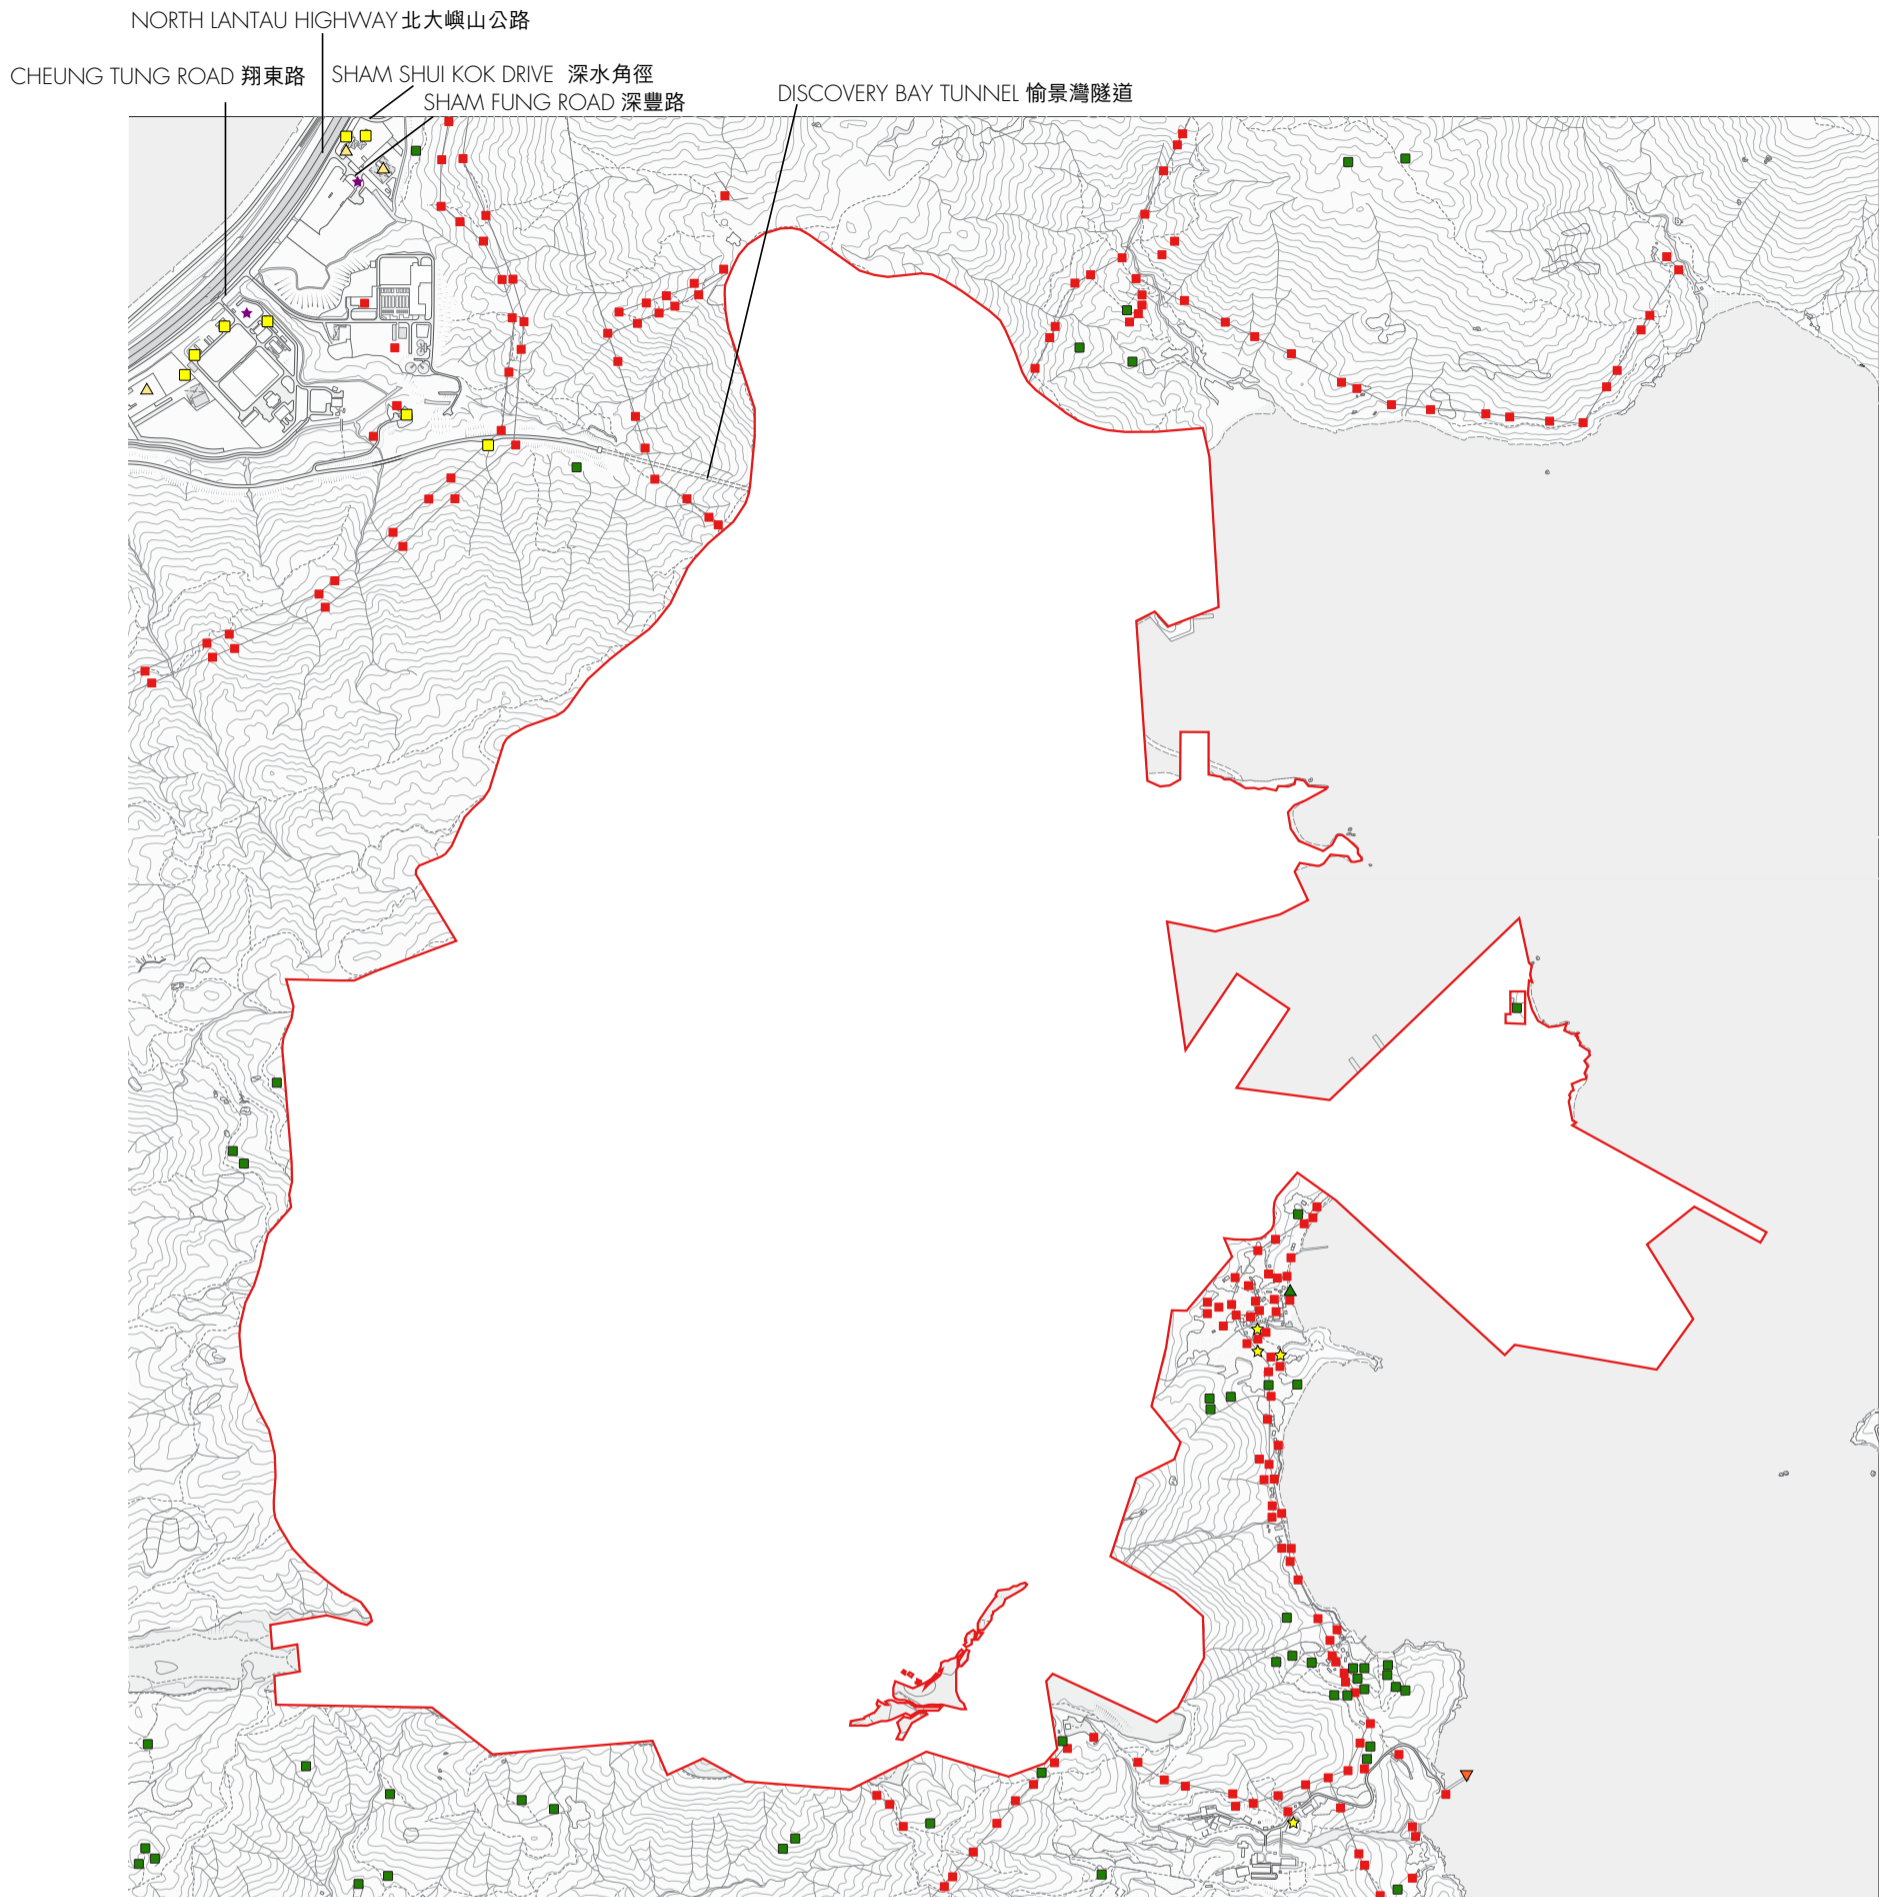 NORTH LANTAU HIGHWAY 北大嶼山公路
CHEUNG TUNG ROAD 翔東路
SHAM SHUI KOK DRIVE 深水角徑
SHAM FUNG ROAD 深豐路
DISCOVERY BAY TUNNEL 愉景灣隧道